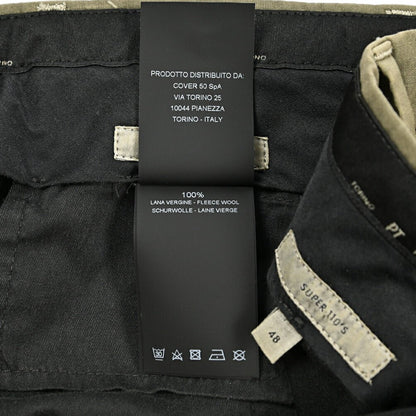 PRODOTTO DISTRIBUITO DA:
COVER 50 SpA
VIA TORINO 25
10044 PIANEZZA
TORINO - ITALY
100%
LANA VERGINE - FLEECE WOOL
SCHURWOLLE - LAINE VIERGE
TORINO
PT
SUPER 110'S
48